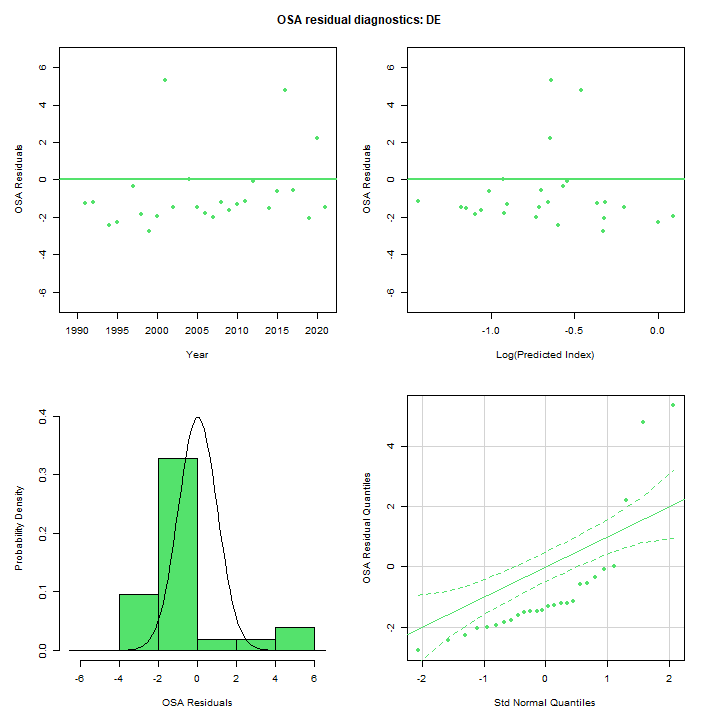 OSA residual diagnostics: DE
OSA Residuals
6
4
2
0
-2
-4
-6
1990 1995 2000 2005 2010 2015 2020
Year
OSA Residuals
6
4
2
0
-2
-4
-6
-1.0 -0.5 0.0
Log(Predicted Index)
Probability Density
0.4
0.3
0.2
0.1
0.0
-6 -4 -2 0 2 4 6
OSA Residuals
OSA Residual Quantiles
4
2
0
-2
-2 -1 0 1 2
Std Normal Quantiles